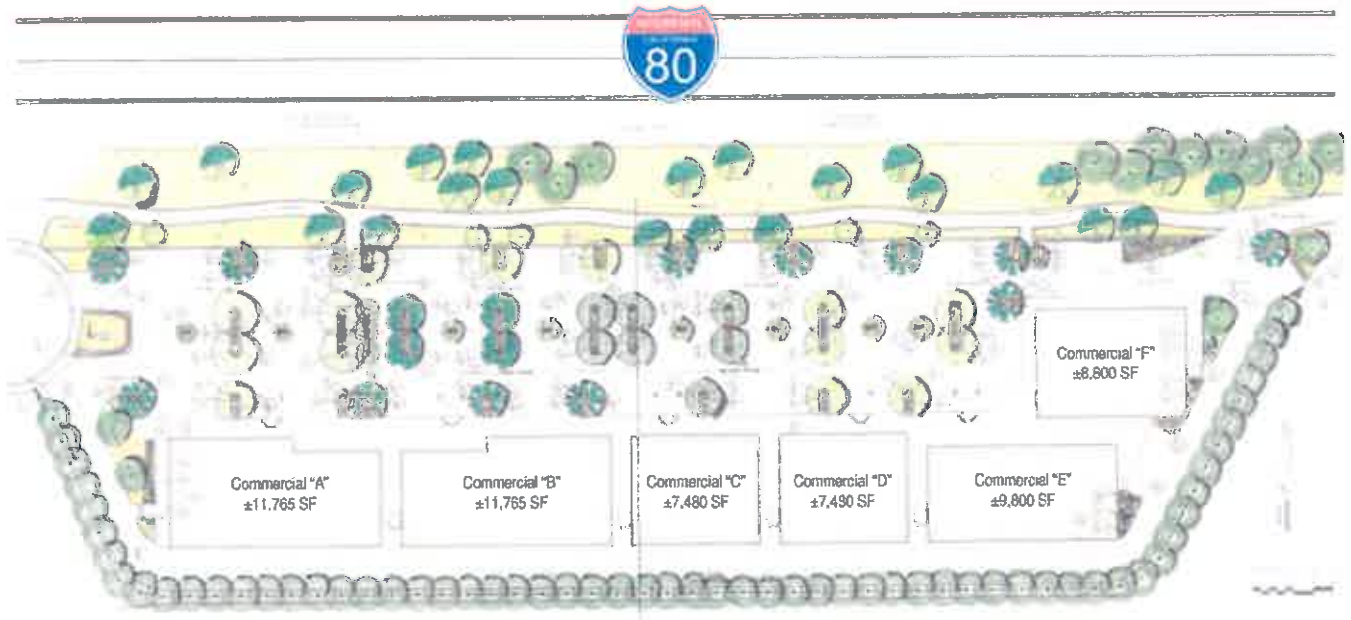 80
Commercial "F"
±8,800 SF
Commercial "A"
±11,765 SF
Commercial "B"
±11,765 SF
Commercial "C"
±7,480 SF
Commercial "D"
±7,480 SF
Commercial "E"
±9,800 SF